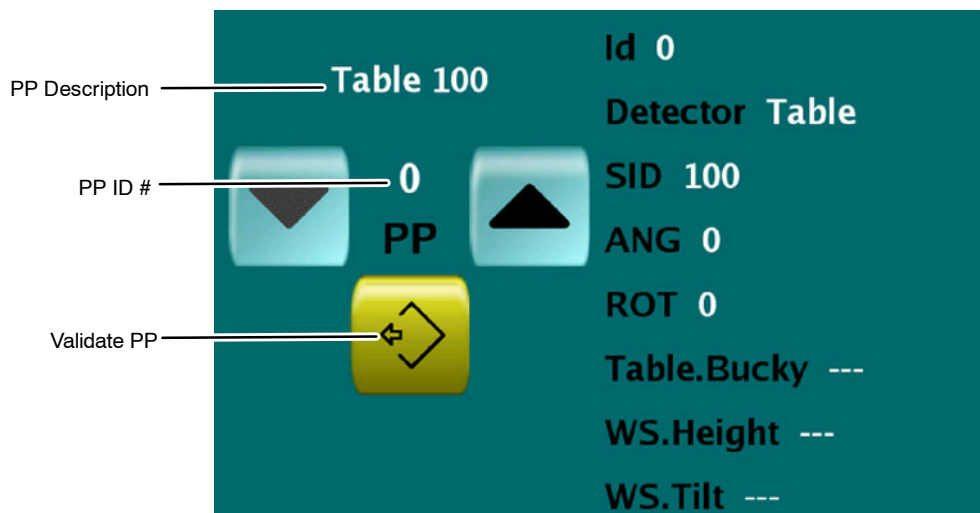 PP Description
Table 100
PP ID #
0
PP
Validate PP
Id 0
Detector Table
SID 100
ANG 0
ROT 0
Table.Bucky ---
WS.Height ---
WS.Tilt ---